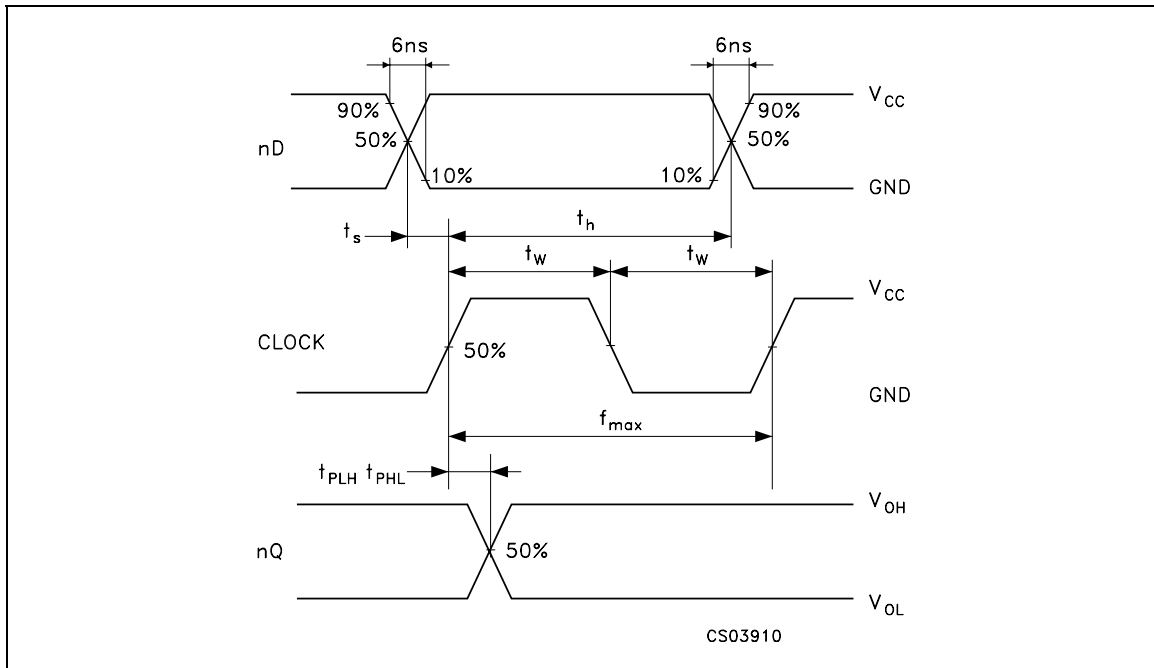 6ns 6ns
V_CC
90% 90%
50% 50%
nD
10% 10%
GND
t_s t_h
t_W t_W
V_CC
CLOCK
50%
GND
f_max
t_PLH t_PHL
V_OH
nQ
50%
V_OL
CS03910